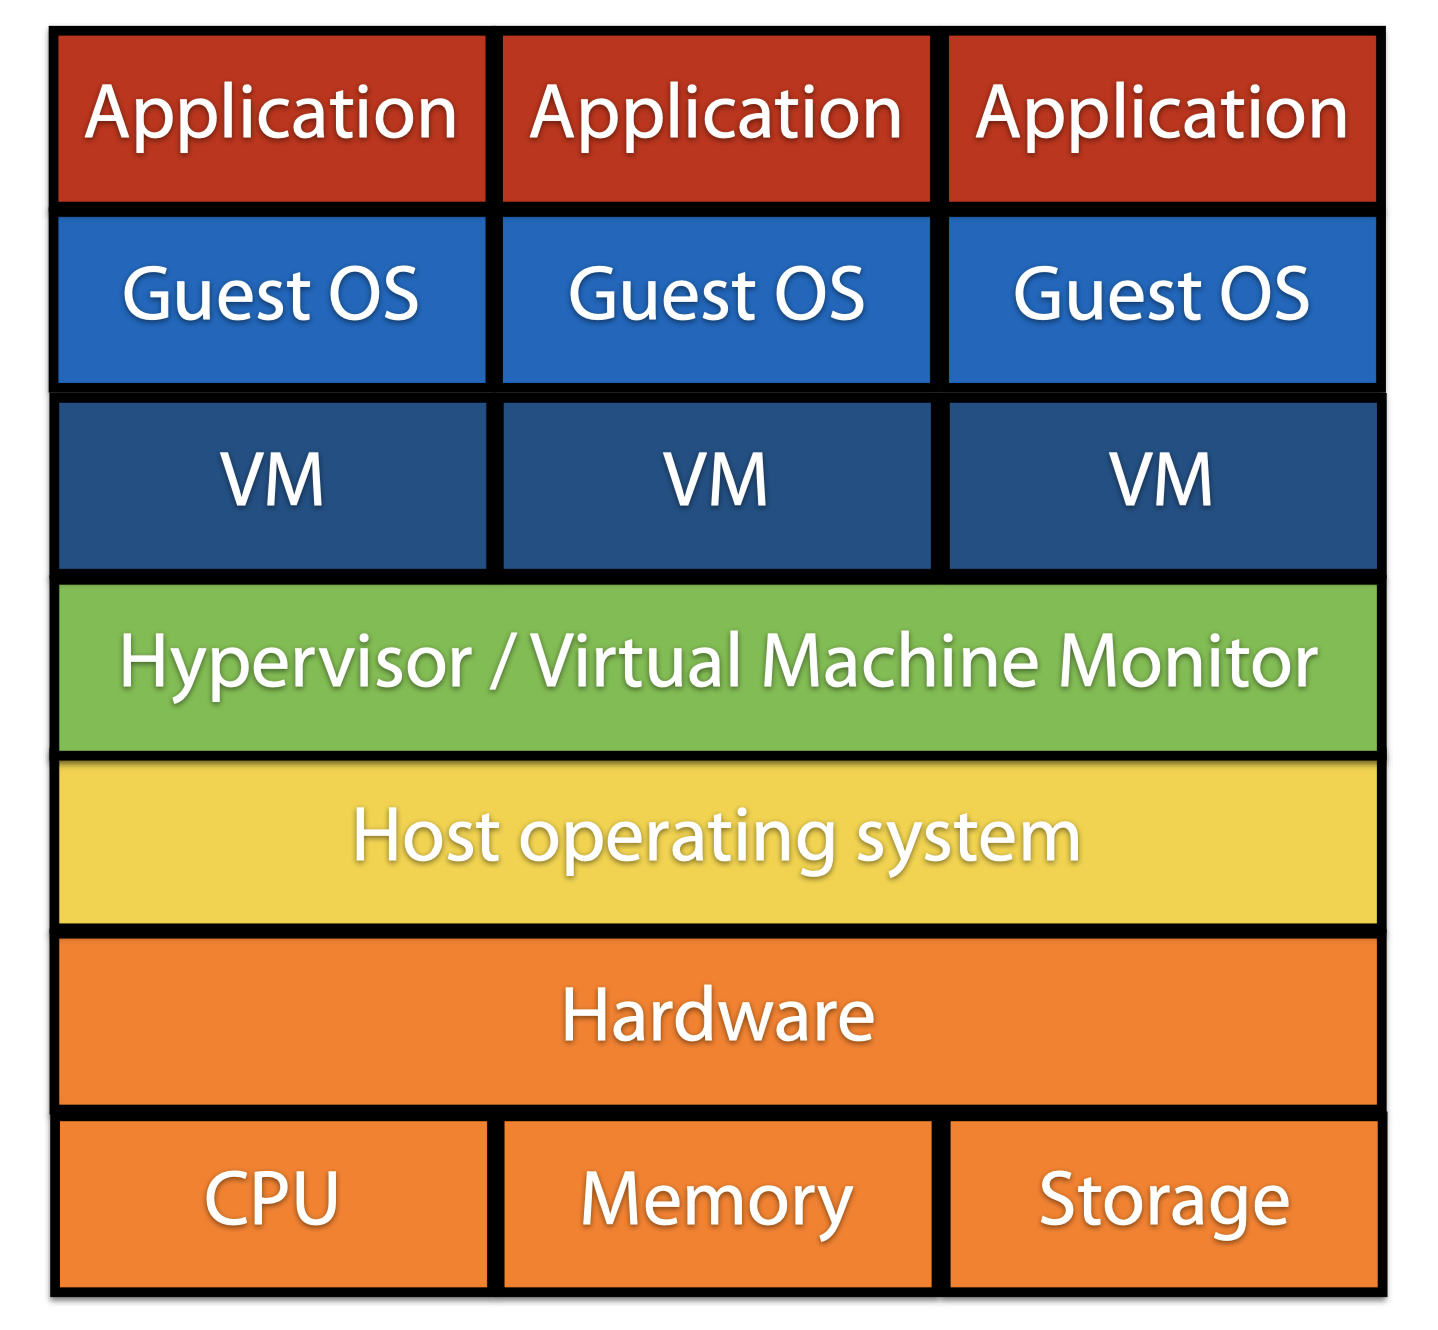 Application Application Application
Guest OS Guest OS Guest OS
VM VM VM
Hypervisor / Virtual Machine Monitor
Host operating system
Hardware
CPU Memory Storage